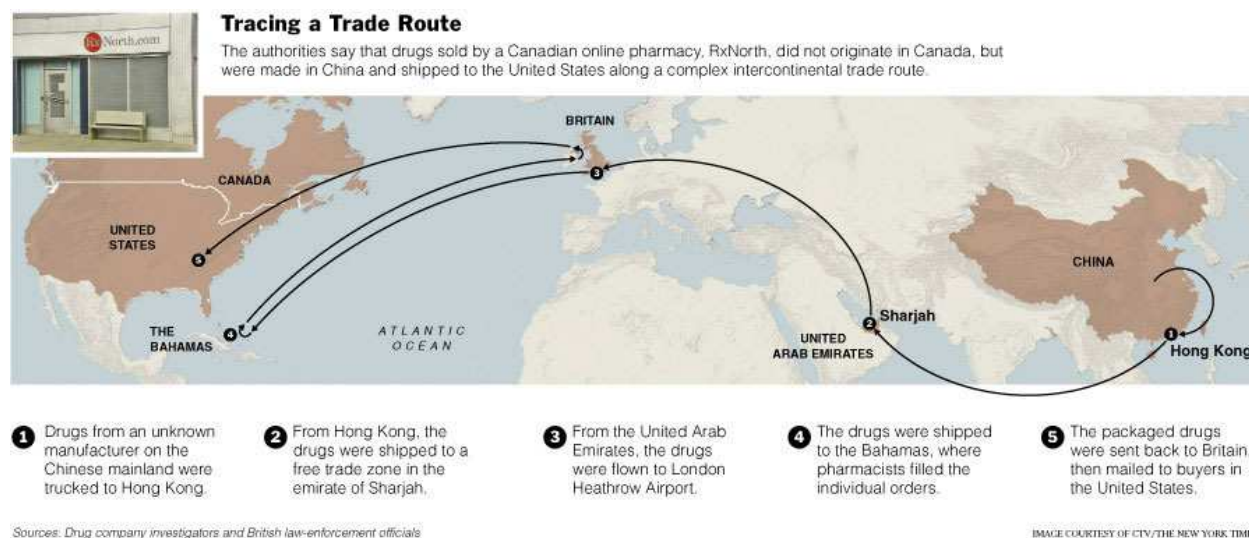 RxNorth.com
Tracing a Trade Route
The authorities say that drugs sold by a Canadian online pharmacy, RxNorth, did not originate in Canada, but
were made in China and shipped to the United States along a complex intercontinental trade route.
BRITAIN
3
CANADA
UNITED
STATES
5
CHINA
THE
BAHAMAS
4
ATLANTIC
OCEAN
2
Sharjah
UNITED
ARAB EMIRATES
1
Hong Kong
1 Drugs from an unknown
manufacturer on the
Chinese mainland were
trucked to Hong Kong.
2 From Hong Kong, the
drugs were shipped to a
free trade zone in the
emirate of Sharjah.
3 From the United Arab
Emirates, the drugs
were flown to London
Heathrow Airport.
4 The drugs were shipped
to the Bahamas, where
pharmacists filled the
individual orders.
5 The packaged drugs
were sent back to Britain,
then mailed to buyers in
the United States.
Sources: Drug company investigators and British law-enforcement officials
IMAGE COURTESY OF CTV/THE NEW YORK TIME